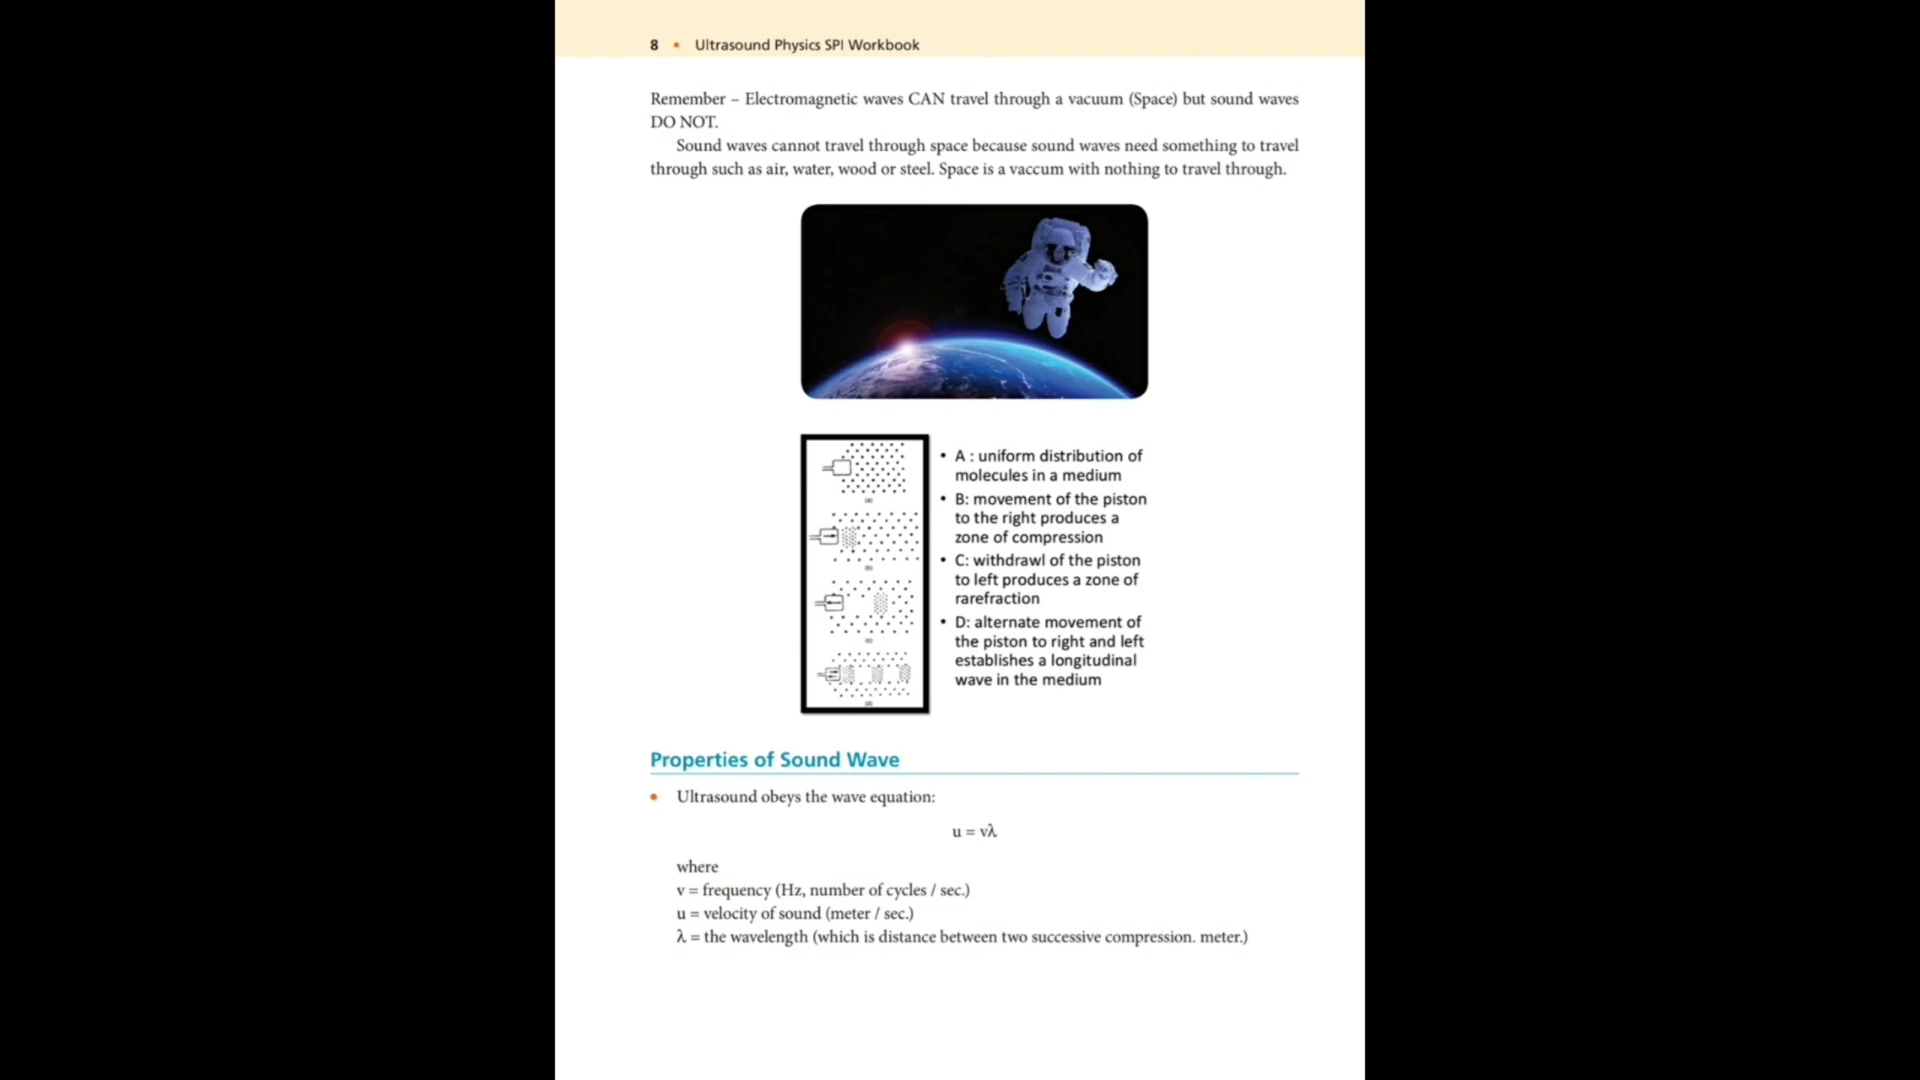 8 • Ultrasound Physics SPI Workbook
Remember – Electromagnetic waves CAN travel through a vacuum (Space) but sound waves
DO NOT.
Sound waves cannot travel through space because sound waves need something to travel
through such as air, water, wood or steel. Space is a vaccum with nothing to travel through.
• A : uniform distribution of
molecules in a medium
• B: movement of the piston
to the right produces a
zone of compression
• C: withdrawl of the piston
to left produces a zone of
rarefraction
• D: alternate movement of
the piston to right and left
establishes a longitudinal
wave in the medium
Properties of Sound Wave
• Ultrasound obeys the wave equation:
u = vλ
where
v = frequency (Hz, number of cycles / sec.)
u = velocity of sound (meter / sec.)
λ = the wavelength (which is distance between two successive compression. meter.)